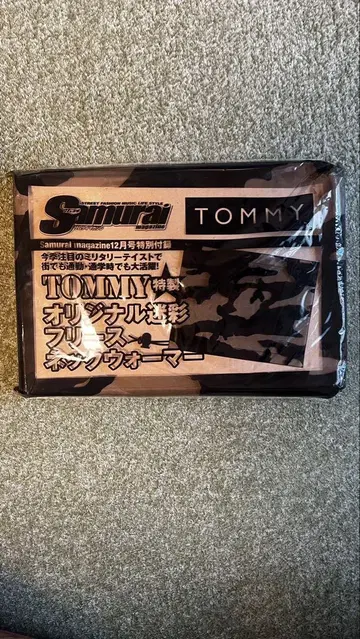 STREET FASHION MUSIC LIFE STYLE
Samurai
magazine
TOMMY
Samurai magazine12月号特別付録
今季注目のミリタリーテイストで
街でも通勤・通学時でも大活躍!
TOMMY特製
オリジナル迷彩
フリース
ネックウォーマー